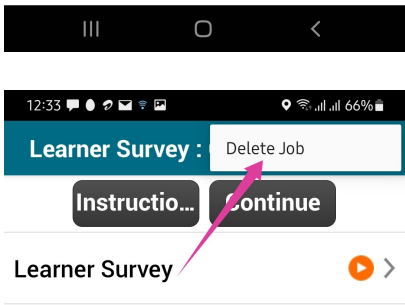 12:33 66%
Learner Survey :
Delete Job
Instructio... Continue
Learner Survey